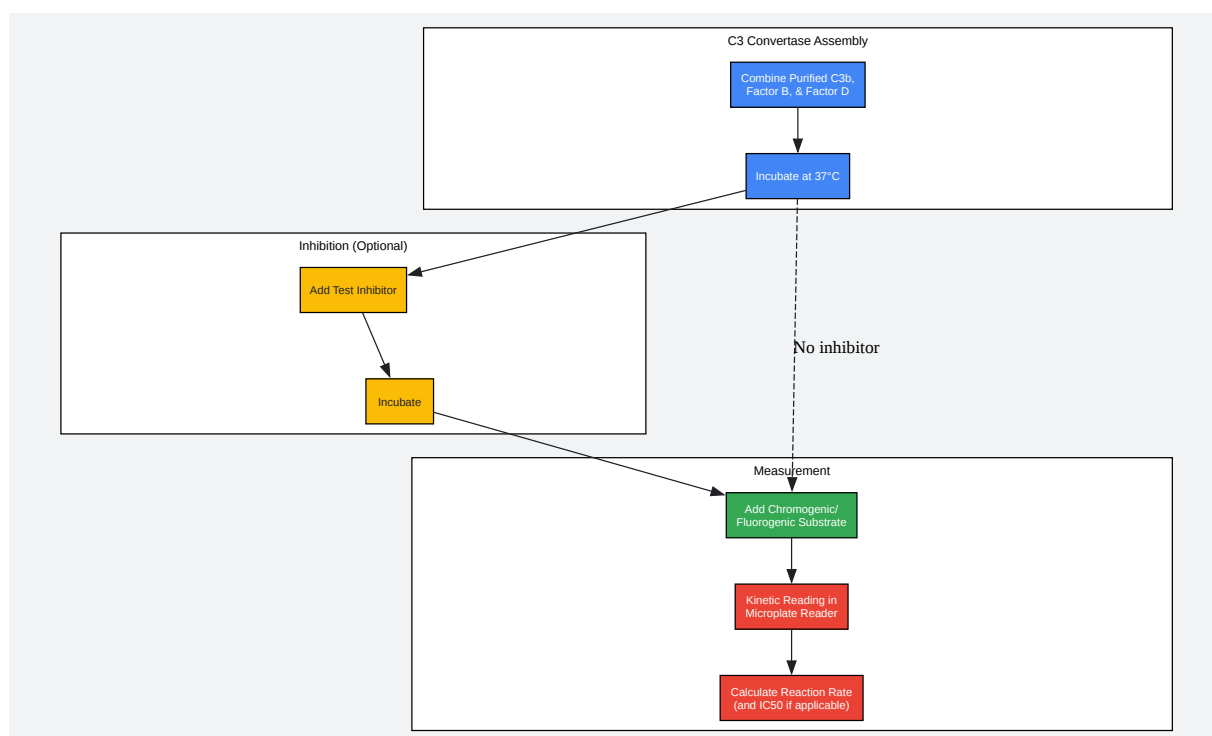 C3 Convertase Assembly
Combine Purified C3b,
Factor B, & Factor D
Incubate at 37°C
Inhibition (Optional)
Add Test Inhibitor
No inhibitor
Incubate
Measurement
Add Chromogenic/
Fluorogenic Substrate
Kinetic Reading in
Microplate Reader
Calculate Reaction Rate
(and IC50 if applicable)